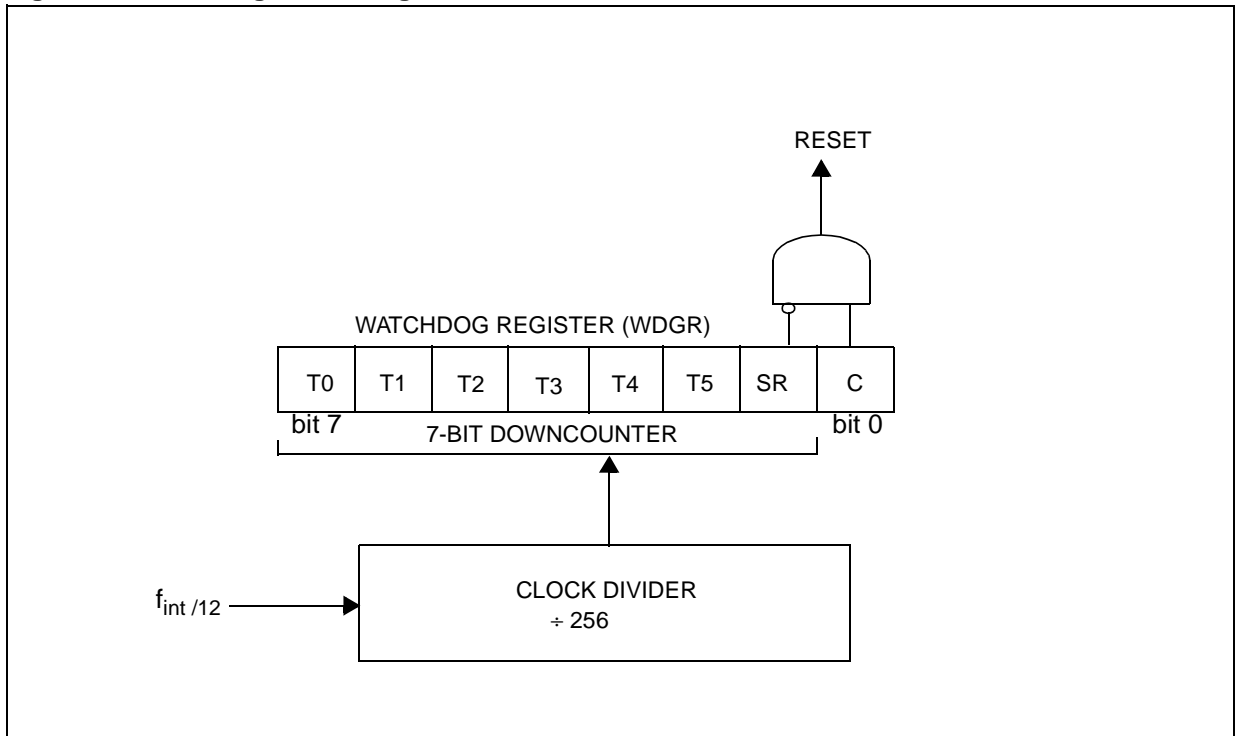 RESET
WATCHDOG REGISTER (WDGR)
T0 T1 T2 T3 T4 T5 SR C
bit 7 bit 0
7-BIT DOWNCOUNTER
fint /12
CLOCK DIVIDER
÷ 256